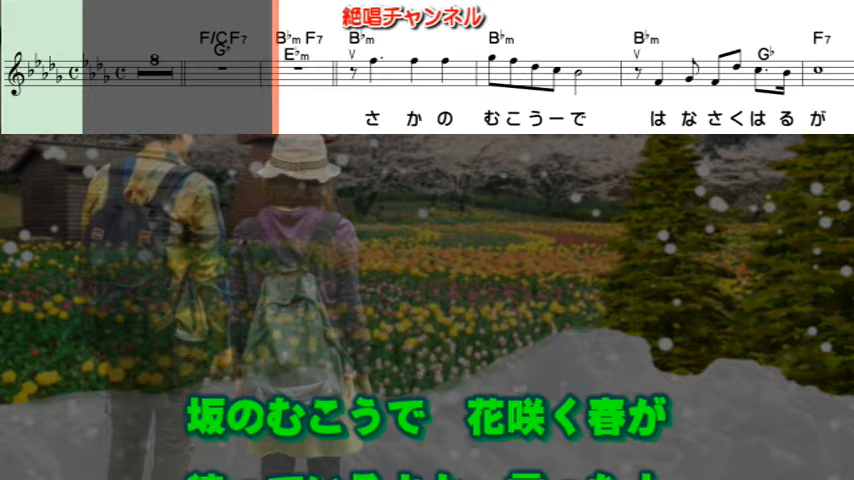 絶唱チャンネル
F/C F7 B♭m F7 B♭m B♭m B♭m F7
G♭ E♭m G♭
8
さ か の むこうーで は な さくは る が
坂のむこうで 花咲く春が